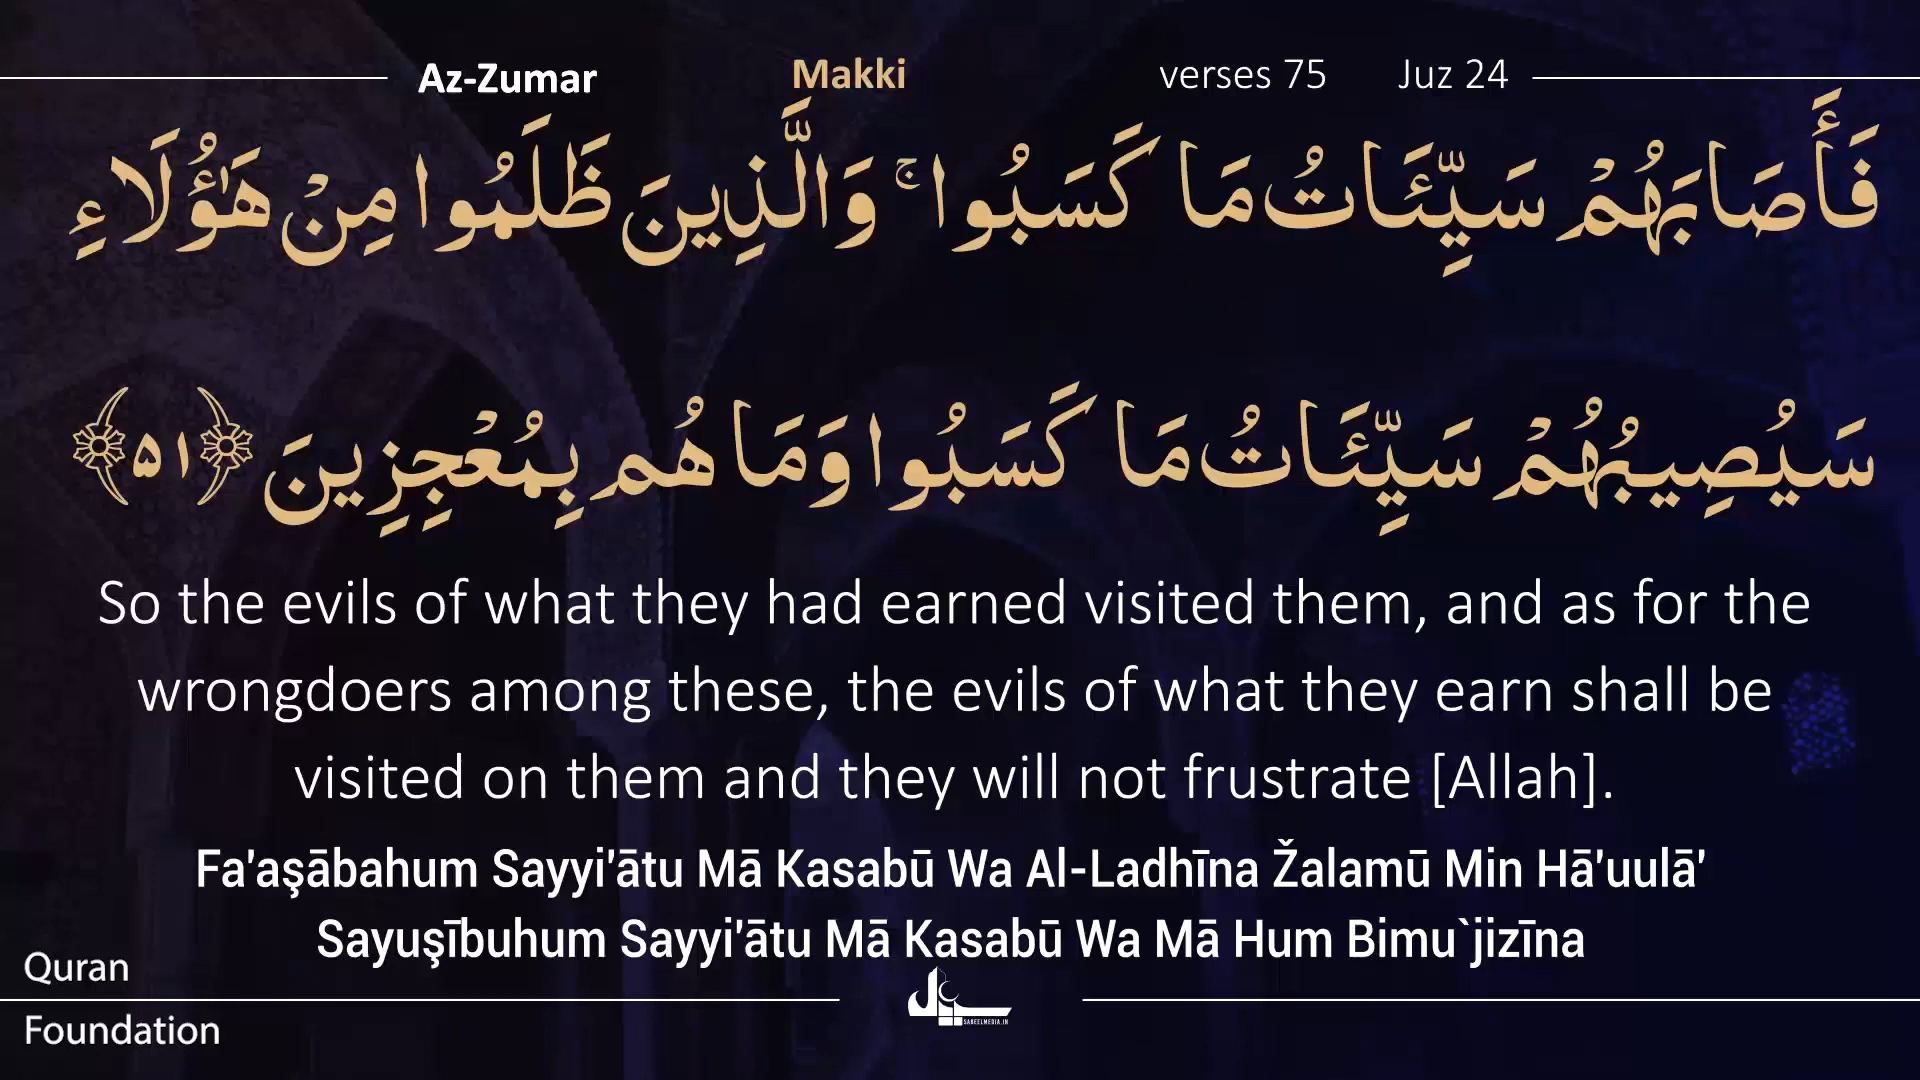 Az-Zumar Makki verses 75 Juz 24
فَأَصَابَهُمْ سَيِّئَاتُ مَا كَسَبُوا ۚ وَالَّذِينَ ظَلَمُوا مِنْ هَٰؤُلَاءِ
سَيُصِيبُهُمْ سَيِّئَاتُ مَا كَسَبُوا وَمَا هُم بِمُعْجِزِينَ ﴿۵۱﴾
So the evils of what they had earned visited them, and as for the
wrongdoers among these, the evils of what they earn shall be
visited on them and they will not frustrate [Allah].
Fa'aşābahum Sayyi'ātu Mā Kasabū Wa Al-Ladhīna Žalamū Min Hā'uulā'
Sayuşībuhum Sayyi'ātu Mā Kasabū Wa Mā Hum Bimu`jizīna
Quran
Foundation
SABEELMEDIA.IN